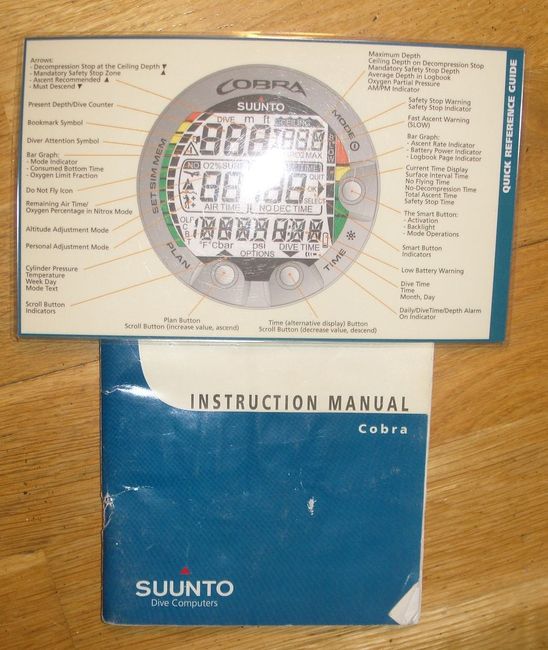 Arrows:
- Decompression Stop at the Ceiling Depth ▼
- Mandatory Safety Stop Zone ▲
- Ascent Recommended ▲
- Must Descend ▼
Present Depth/Dive Counter
Bookmark Symbol
Diver Attention Symbol
Bar Graph:
- Mode Indicator
- Consumed Bottom Time
- Oxygen Limit Fraction
Do Not Fly Icon
Remaining Air Time/
Oxygen Percentage in Nitrox Mode
Altitude Adjustment Mode
Personal Adjustment Mode
Cylinder Pressure
Temperature
Week Day
Mode Text
Scroll Button
Indicators
Plan Button
Scroll Button (increase value, ascend)
COBRA
SUUNTO
DIVE m ft CEILING
MAX
NO
AIR TIME NO DEC TIME
QUIT
OK
SELECT
°F°Cbar psi DIVE TIME
OPTIONS
MODE
TIME
PLAN
SET SIM MEM
Maximum Depth
Ceiling Depth on Decompression Stop
Mandatory Safety Stop Depth
Average Depth in Logbook
Oxygen Partial Pressure
AM/PM Indicator
Safety Stop Warning
Safety Stop Time
Fast Ascent Warning
(SLOW)
Bar Graph:
- Ascent Rate Indicator
- Battery Power Indicator
- Logbook Page Indicator
Current Time Display
Surface Interval Time
No Flying Time
No-Decompression Time
Total Ascent Time
Safety Stop Time
The Smart Button:
- Activation
- Backlight
- Mode Operations
Smart Button
Indicators
Low Battery Warning
Dive Time
Time
Month, Day
Daily/DiveTime/Depth Alarm
On Indicator
Time (alternative display) Button
Scroll Button (decrease value, descend)
QUICK REFERENCE GUIDE
INSTRUCTION MANUAL
Cobra
SUUNTO
Dive Computers